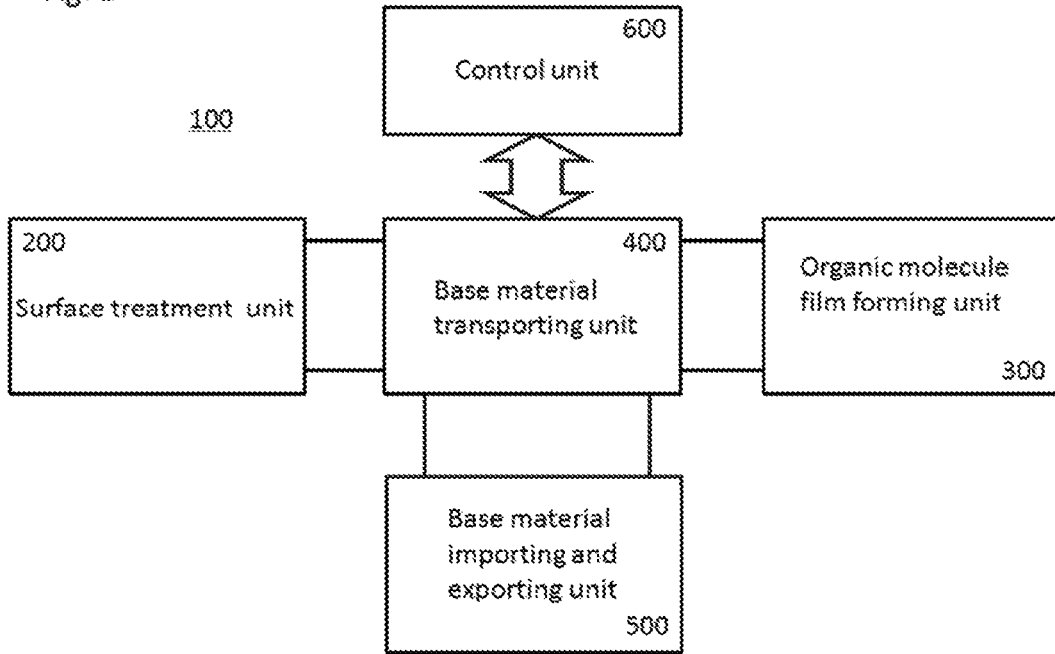 600
Control unit
100
200
Surface treatment unit
400
Base material
transporting unit
Organic molecule
film forming unit
300
Base material
importing and
exporting unit
500